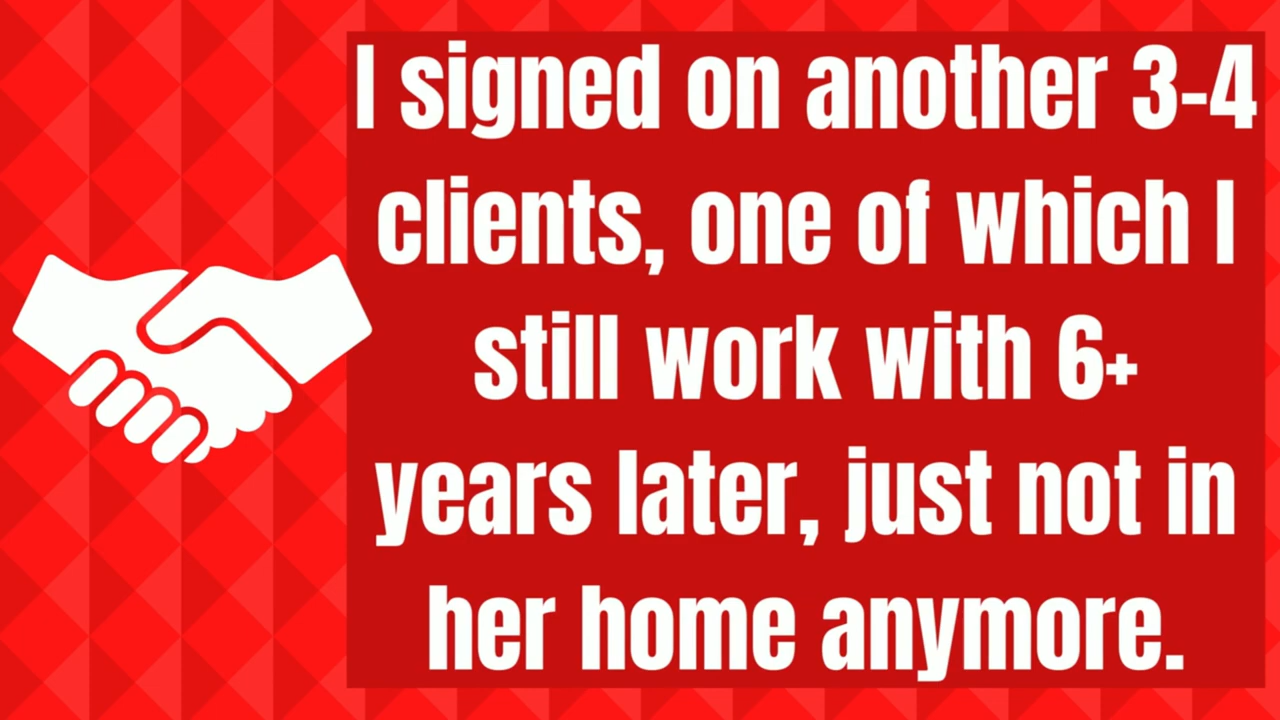 I signed on another 3-4
clients, one of which I
still work with 6+
years later, just not in
her home anymore.